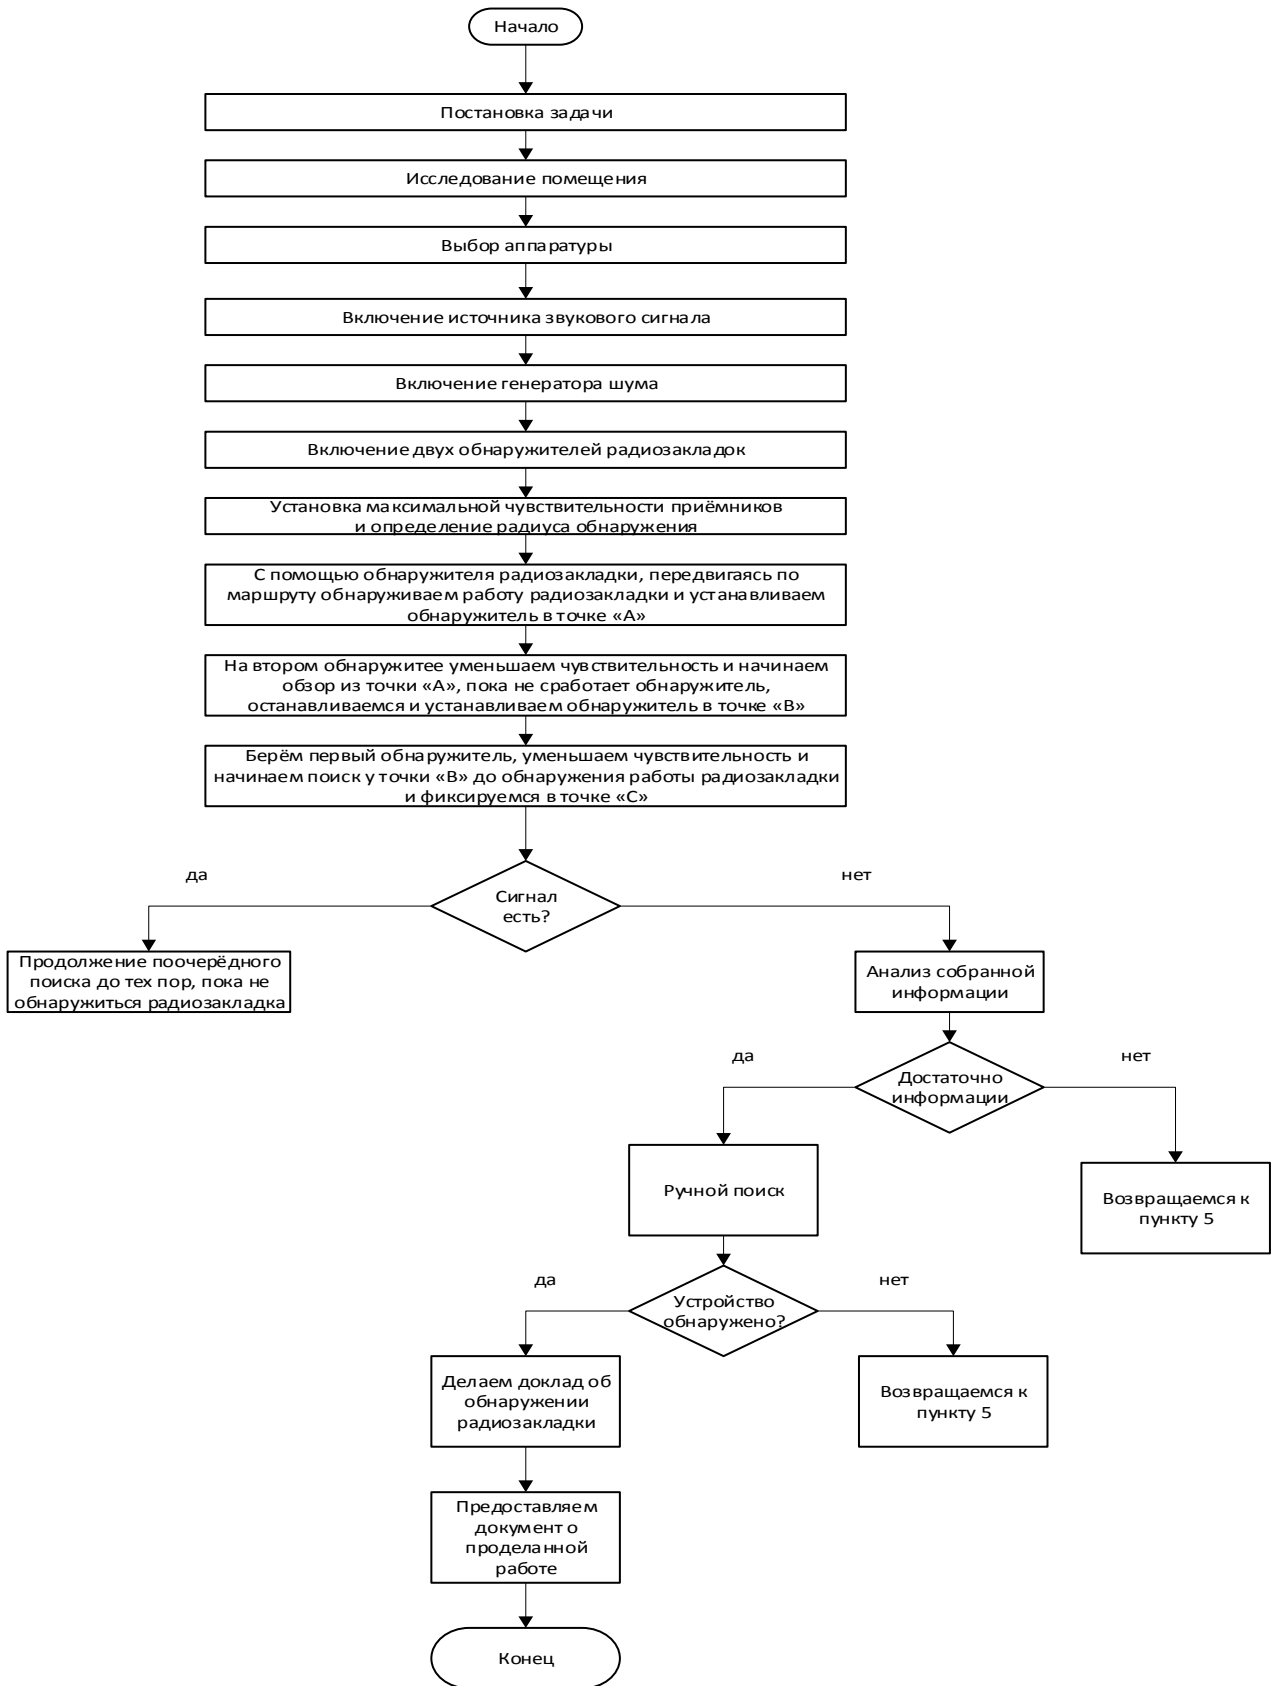 Начало
Постановка задачи
Исследование помещения
Выбор аппаратуры
Включение источника звукового сигнала
Включение генератора шума
Включение двух обнаружителей радиозакладок
Установка максимальной чувствительности приёмников
и определение радиуса обнаружения
С помощью обнаружителя радиозакладки, передвигаясь по
маршруту обнаруживаем работу радиозакладки и устанавливаем
обнаружитель в точке «А»
На втором обнаружитее уменьшаем чувствительность и начинаем
обзор из точки «А», пока не сработает обнаружитель,
останавливаемся и устанавливаем обнаружитель в точке «В»
Берём первый обнаружитель, уменьшаем чувствительность и
начинаем поиск у точки «В» до обнаружения работы радиозакладки
и фиксируемся в точке «С»
Сигнал
есть?
да
нет
Продолжение поочерёдного
поиска до тех пор, пока не
обнаружиться радиозакладка
Анализ собранной
информации
Достаточно
информации
да
нет
Ручной поиск
Возвращаемся к
пункту 5
Устройство
обнаружено?
да
нет
Делаем доклад об
обнаружении
радиозакладки
Возвращаемся к
пункту 5
Предоставляем
документ о
проделанной
работе
Конец